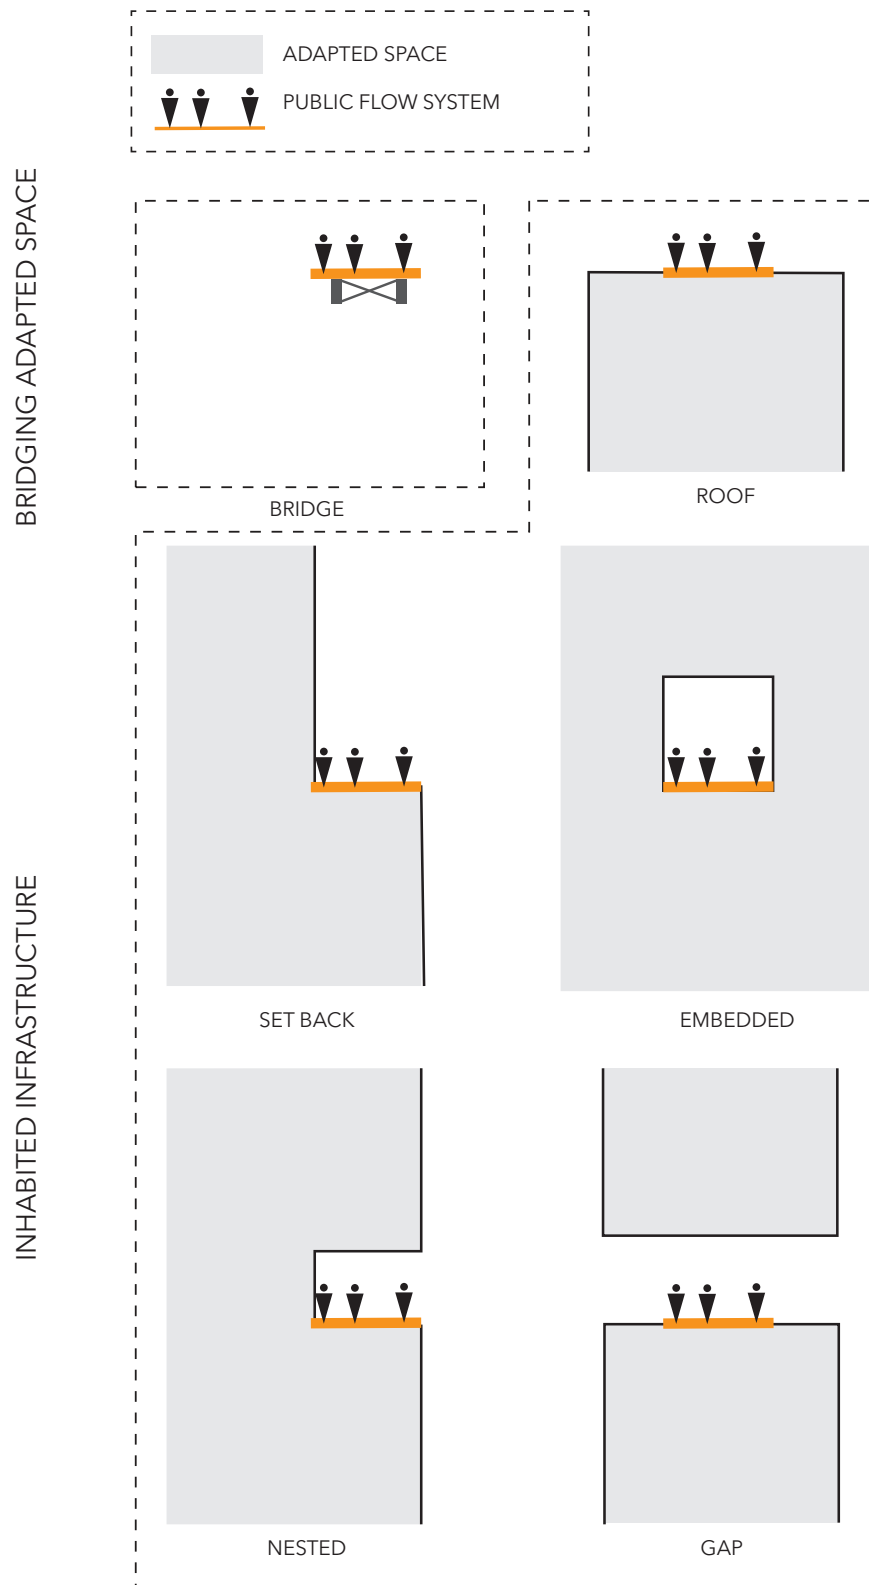 ADAPTED SPACE
PUBLIC FLOW SYSTEM
BRIDGING ADAPTED SPACE
BRIDGE
ROOF
INHABITED INFRASTRUCTURE
SET BACK
EMBEDDED
NESTED
GAP